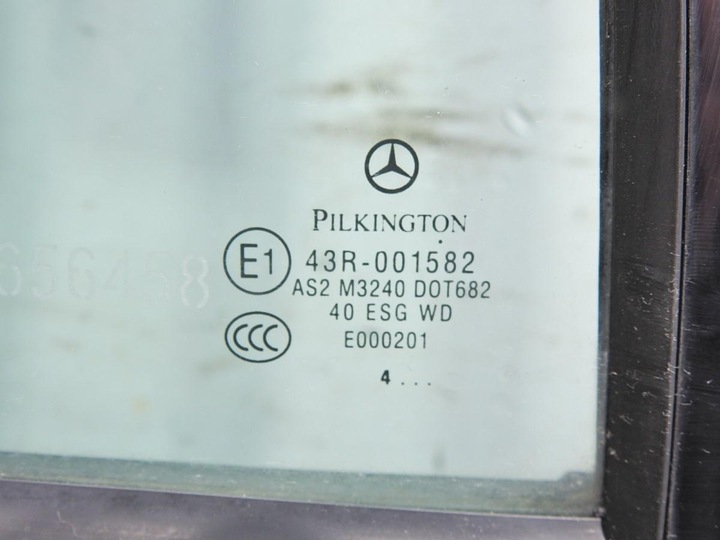 PILKINGTON
E1 43R-001582
AS2 M3240 DOT682
40 ESG WD
CCC E000201
4 ...